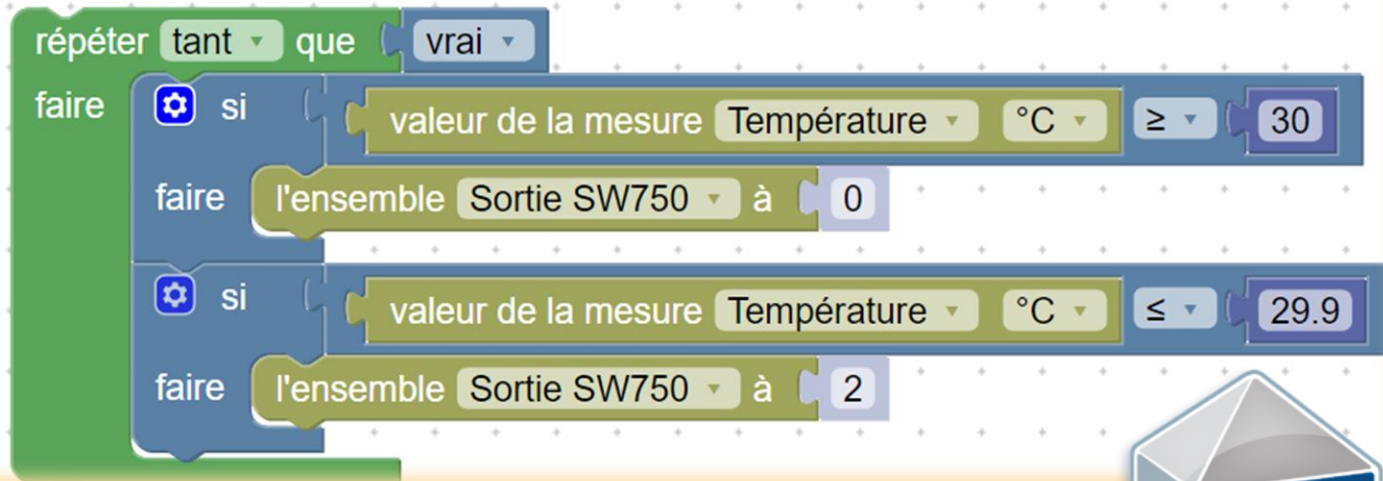 répéter tant que vrai
faire si valeur de la mesure Température °C ≥ 30
faire l'ensemble Sortie SW750 à 0
si valeur de la mesure Température °C ≤ 29.9
faire l'ensemble Sortie SW750 à 2